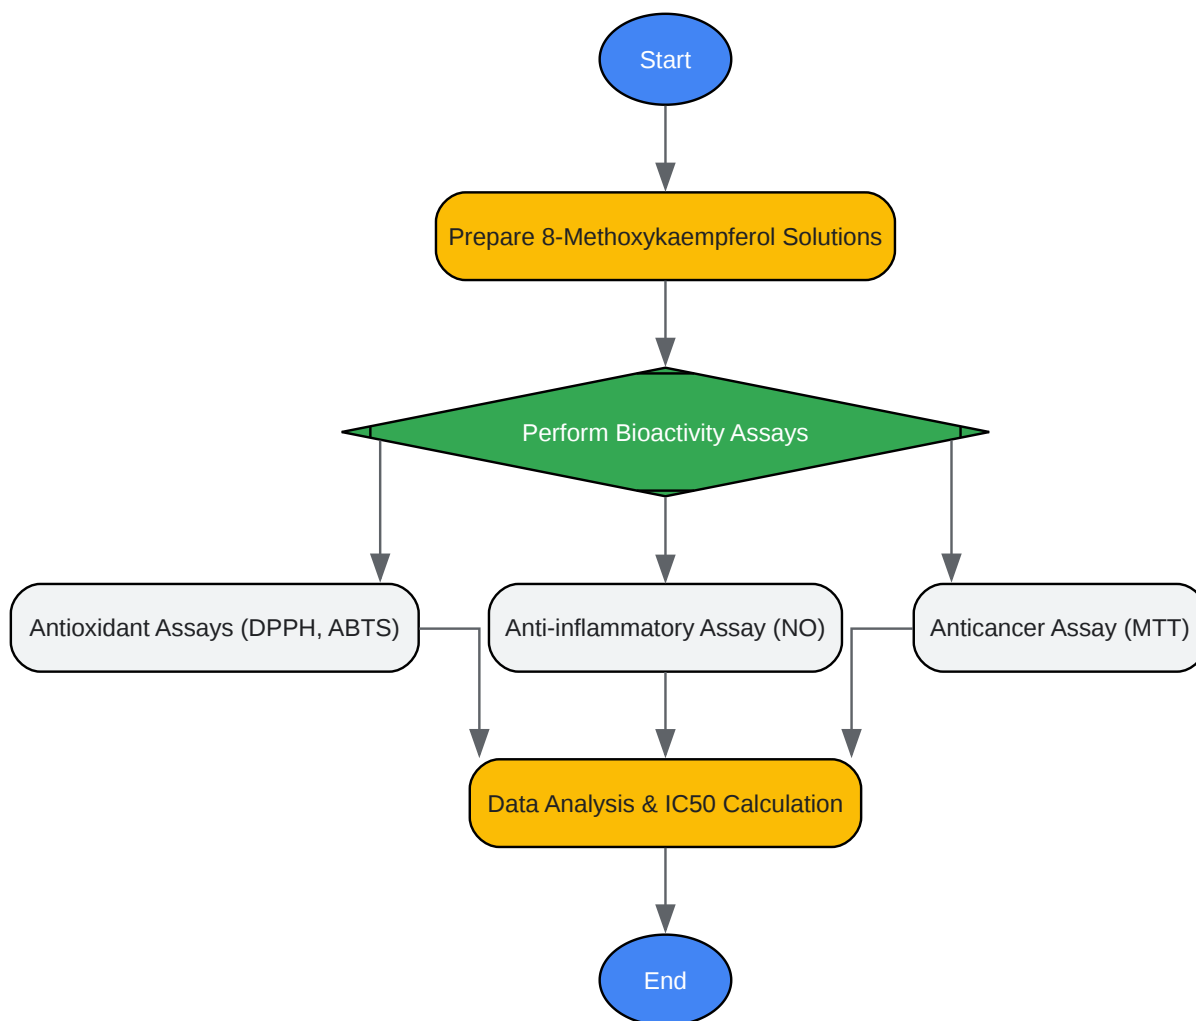 Start
Prepare 8-Methoxykaempferol Solutions
Perform Bioactivity Assays
Antioxidant Assays (DPPH, ABTS)
Anti-inflammatory Assay (NO)
Anticancer Assay (MTT)
Data Analysis & IC50 Calculation
End